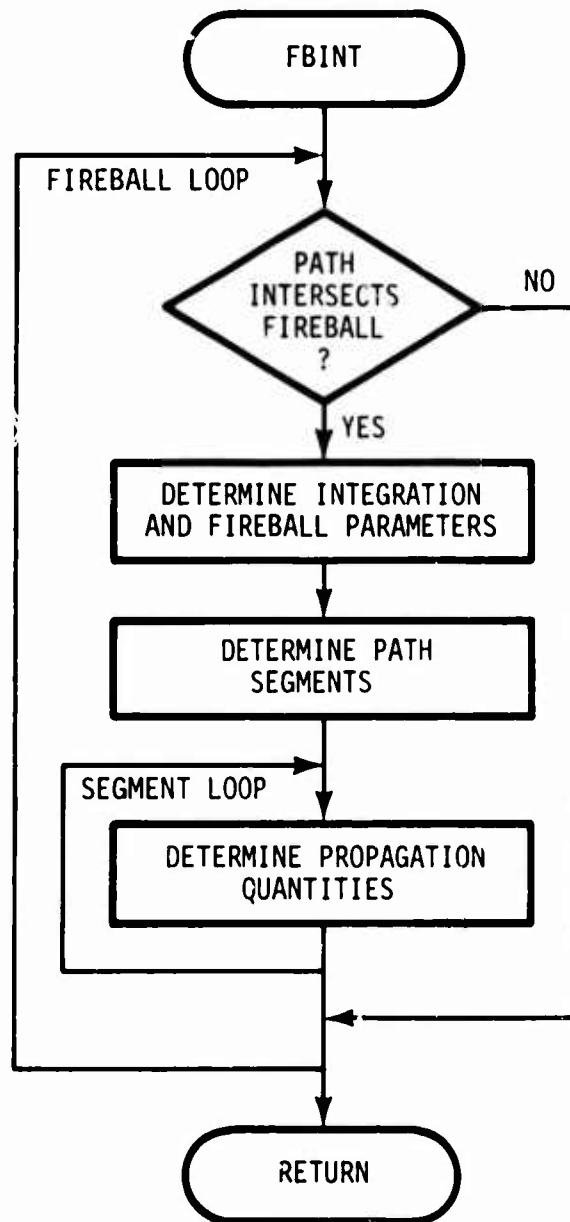 FBINT
FIREBALL LOOP
PATH
INTERSECTS
FIREBALL
?
NO
YES
DETERMINE INTEGRATION
AND FIREBALL PARAMETERS
DETERMINE PATH
SEGMENTS
SEGMENT LOOP
DETERMINE PROPAGATION
QUANTITIES
RETURN